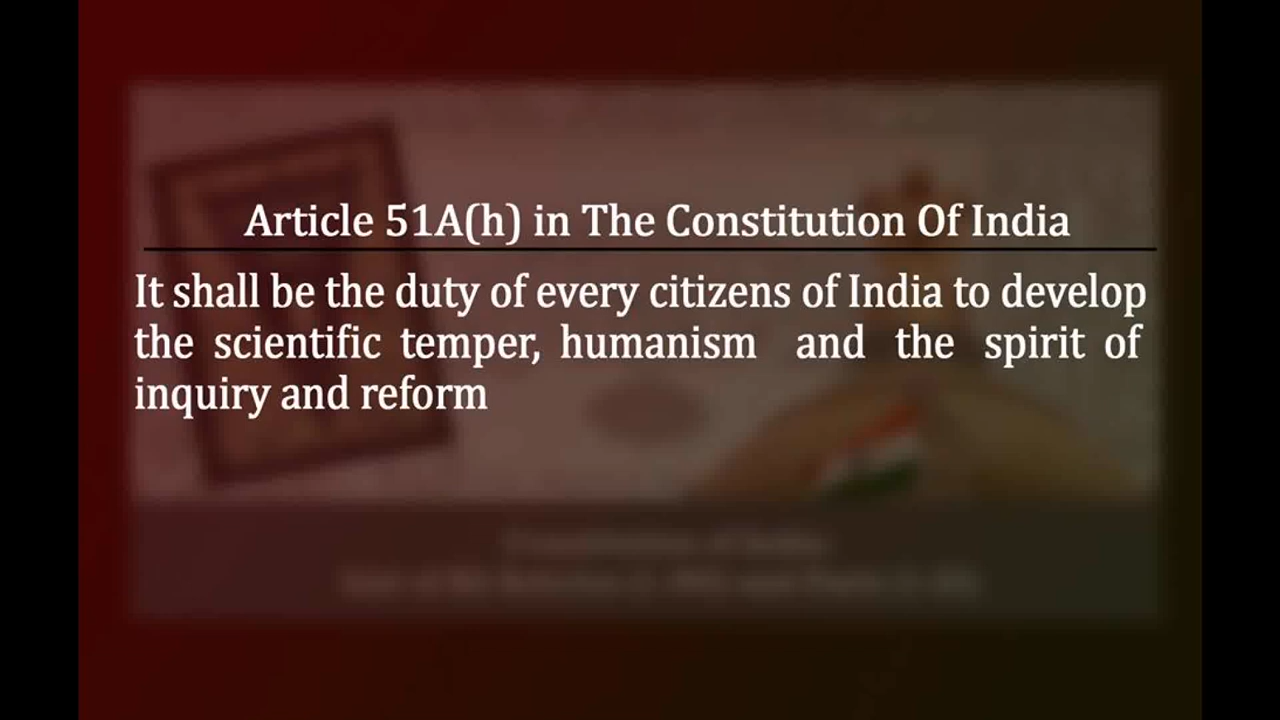 Article 51A(h) in The Constitution Of India
It shall be the duty of every citizens of India to develop
the scientific temper, humanism and the spirit of
inquiry and reform